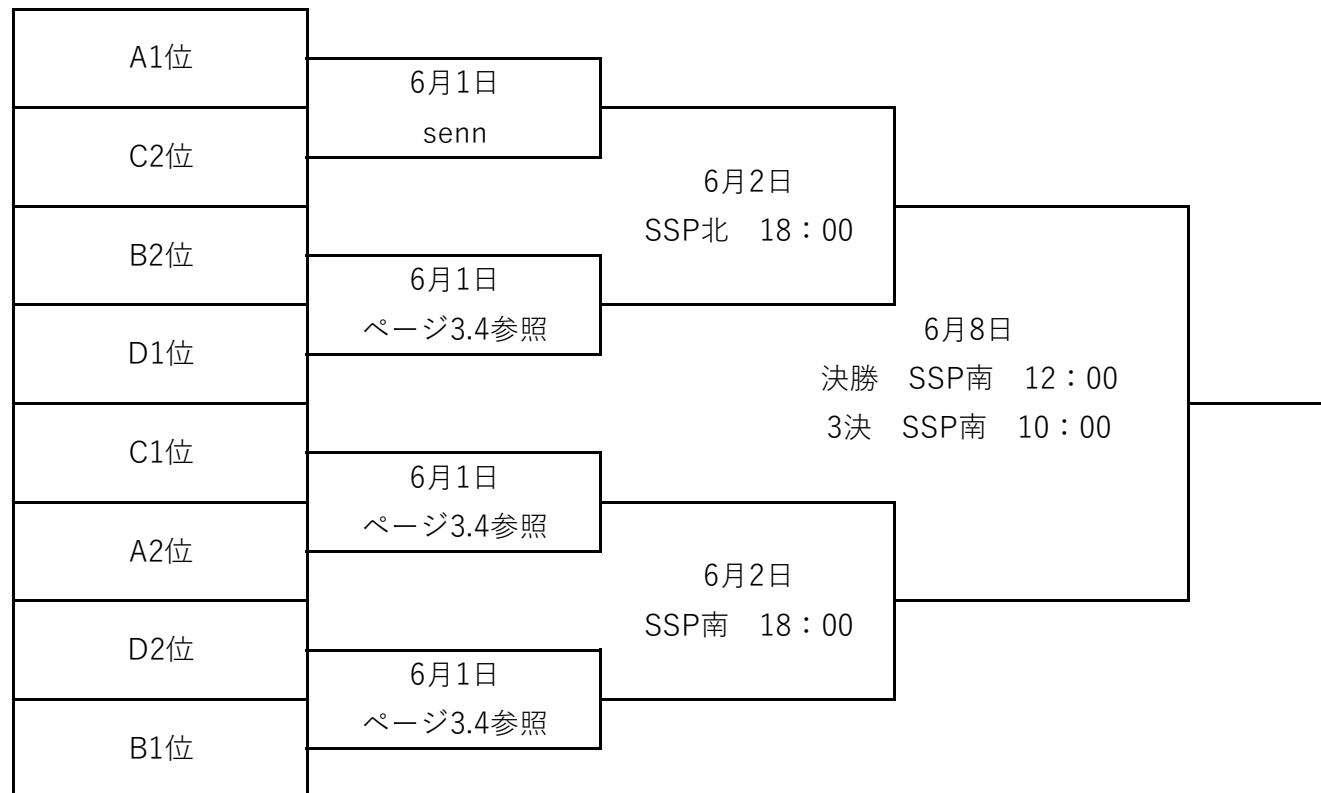 A1位
C2位
B2位
D1位
C1位
A2位
D2位
B1位
6月1日
senn
6月1日
ページ3.4参照
6月1日
ページ3.4参照
6月1日
ページ3.4参照
6月2日
SSP北　18：00
6月2日
SSP南　18：00
6月8日
決勝　SSP南　12：00
3決　SSP南　10：00